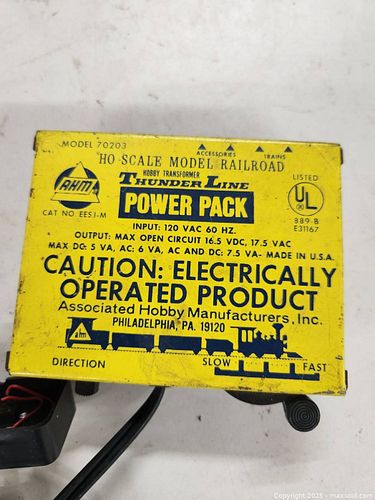 MODEL 70203
ACCESSORIES TRAINS
HO-SCALE MODEL RAILROAD
HOBBY TRANSFORMER
THUNDER LINE
POWER PACK
AHM
CAT NO. EES1-M
LISTED
UL
889-B
E31167
INPUT: 120 VAC 60 HZ.
OUTPUT: MAX OPEN CIRCUIT 16.5 VDC, 17.5 VAC
MAX DC: 5 VA, AC: 6 VA, AC AND DC: 7.5 VA- MADE IN U.S.A.
CAUTION: ELECTRICALLY
OPERATED PRODUCT
Associated Hobby Manufacturers, Inc.
PHILADELPHIA, PA. 19120
ahm
DIRECTION
SLOW FAST
Copyright 2025 - maxsold.com